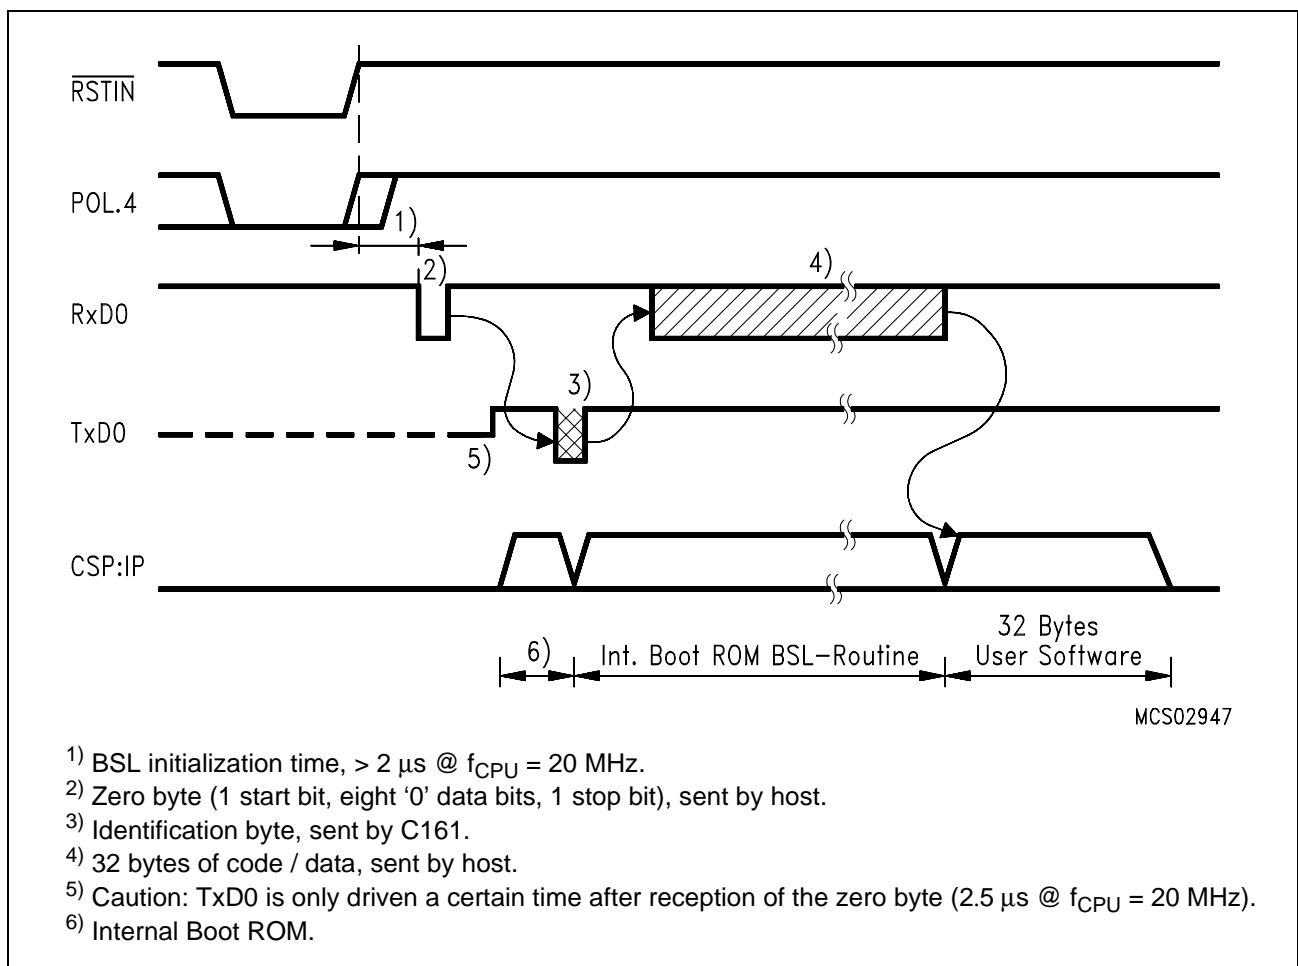 RSTIN
POL.4
1)
2)
4)
RxD0
3)
TxD0
5)
CSP:IP
32 Bytes
6)
Int. Boot ROM BSL–Routine
User Software
MCS02947
1) BSL initialization time, > 2 μs @ fCPU = 20 MHz.
2) Zero byte (1 start bit, eight ‘0’ data bits, 1 stop bit), sent by host.
3) Identification byte, sent by C161.
4) 32 bytes of code / data, sent by host.
5) Caution: TxD0 is only driven a certain time after reception of the zero byte (2.5 μs @ fCPU = 20 MHz).
6) Internal Boot ROM.